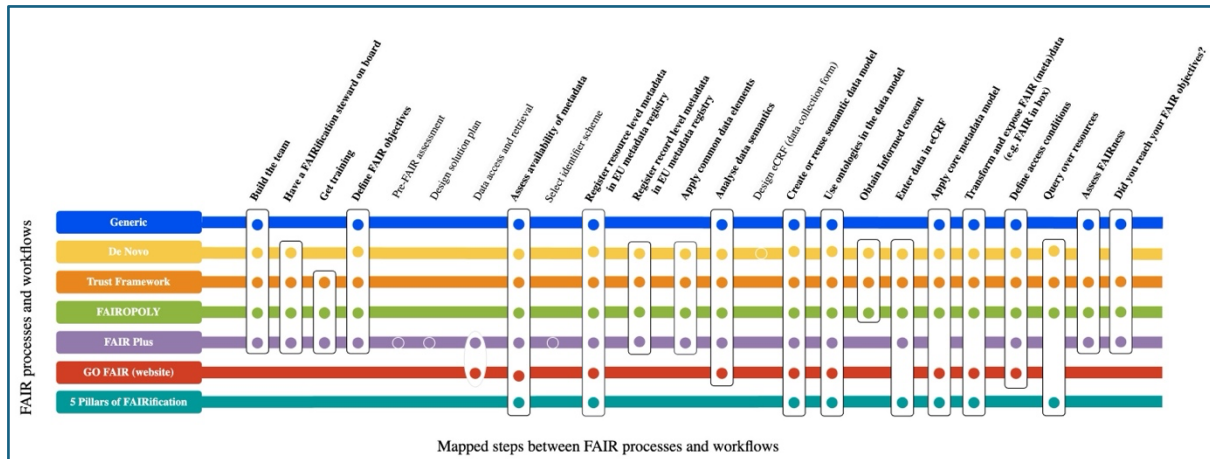 Build the team
Have a FAIRification steward on board
Get training
Define FAIR objectives
Pre-FAIR assessment
Design solution plan
Data access and retrieval
Assess availability of metadata
Select identifier scheme
Register resource level metadata
in EU metadata registry
Register record level metadata
in EU metadata registry
Apply common data elements
Analyse data semantics
Design eCRF (data collection form)
Create or reuse semantic data model
Use ontologies in the data model
Obtain Informed consent
Enter data in eCRF
Apply core metadata model
Transform and expose FAIR (meta)data
(e.g. FAIR in box)
Define access conditions
Query over resources
Assess FAIRness
Did you reach your FAIR objectives?
FAIR processes and workflows
Generic
De Novo
Trust Framework
FAIROPOLY
FAIR Plus
GO FAIR (website)
5 Pillars of FAIRification
Mapped steps between FAIR processes and workflows